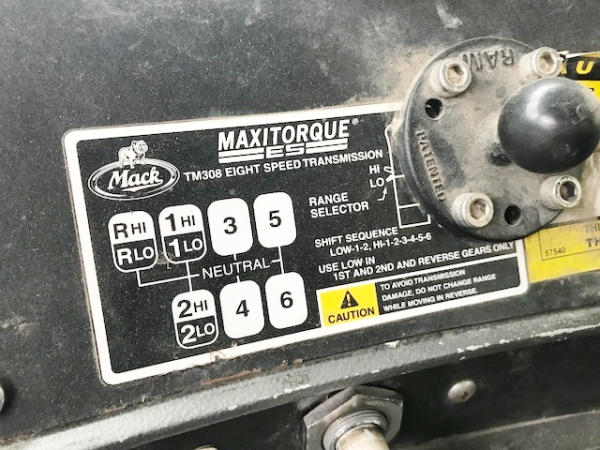 MAXITORQUE®
ES
Mack
TM308 EIGHT SPEED TRANSMISSION
R HI
R LO
1 HI
1 LO
3
5
NEUTRAL
2 HI
2 LO
4
6
RANGE
SELECTOR
HI
LO
SHIFT SEQUENCE
LOW-1-2, HI-1-2-3-4-5-6
USE LOW IN
1ST AND 2ND AND REVERSE GEARS ONLY
CAUTION
TO AVOID TRANSMISSION
DAMAGE, DO NOT CHANGE RANGE
WHILE MOVING IN REVERSE.
RAM
PATENTED
AU
57540
TH